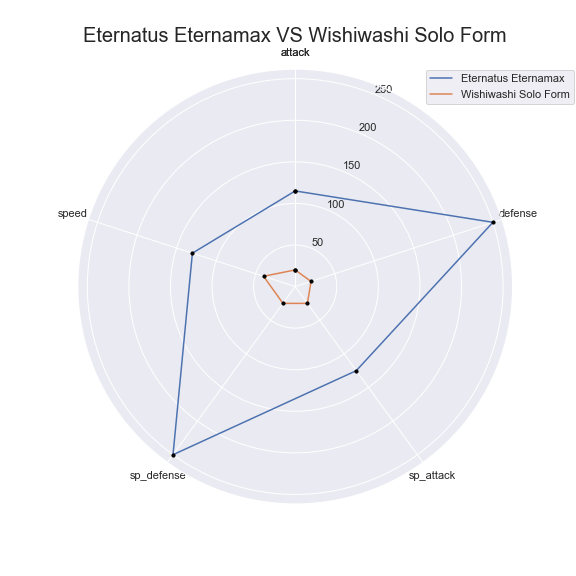 Eternatus Eternamax VS Wishiwashi Solo Form
attack
Eternatus Eternamax
Wishiwashi Solo Form
250
200
150
100
50
defense
speed
sp_defense
sp_attack